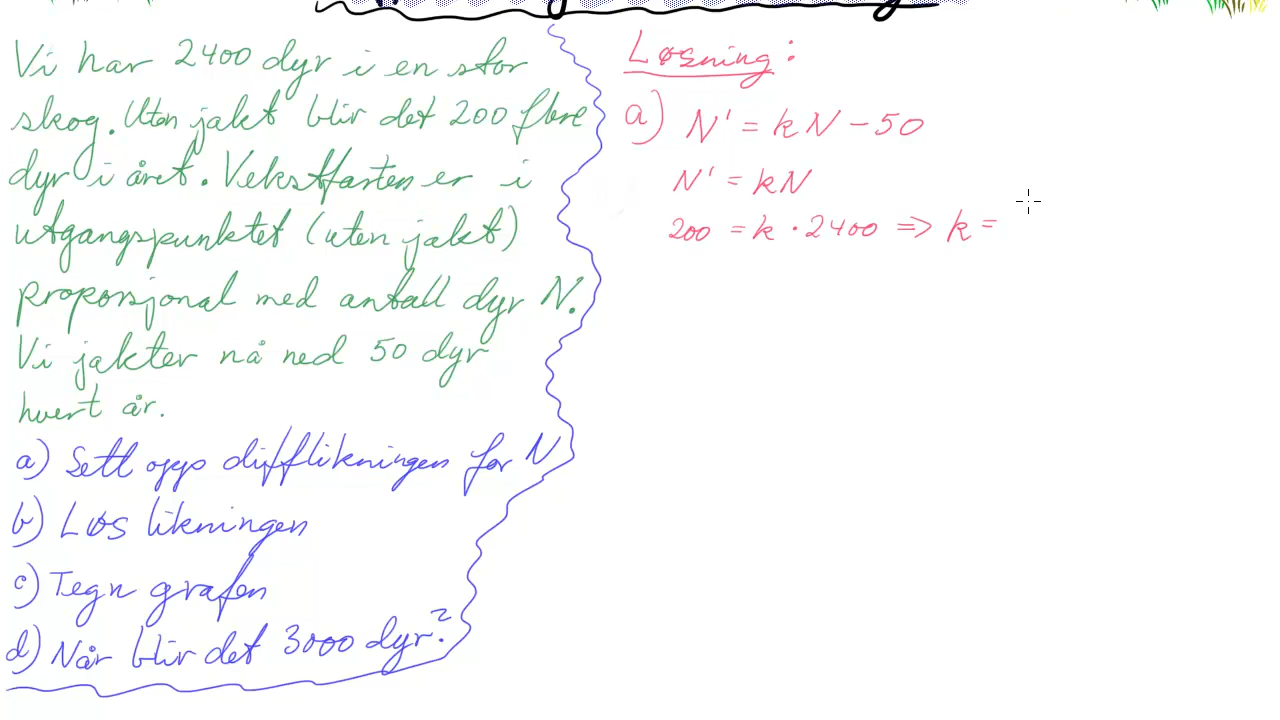 Vi har 2400 dyr i en stor
skog. Uten jakt blir det 200 flere
dyr i året. Vekstfarten er i
utgangspunktet (uten jakt)
proporsjonal med antall dyr N.
Vi jakter nå ned 50 dyr
hvert år.
a) Sett opp difflikningen for N
b) Løs likningen
c) Tegn grafen
d) Når blir det 3000 dyr?
Løsning:
a) N' = kN - 50
N' = kN
200 = k · 2400 => k =